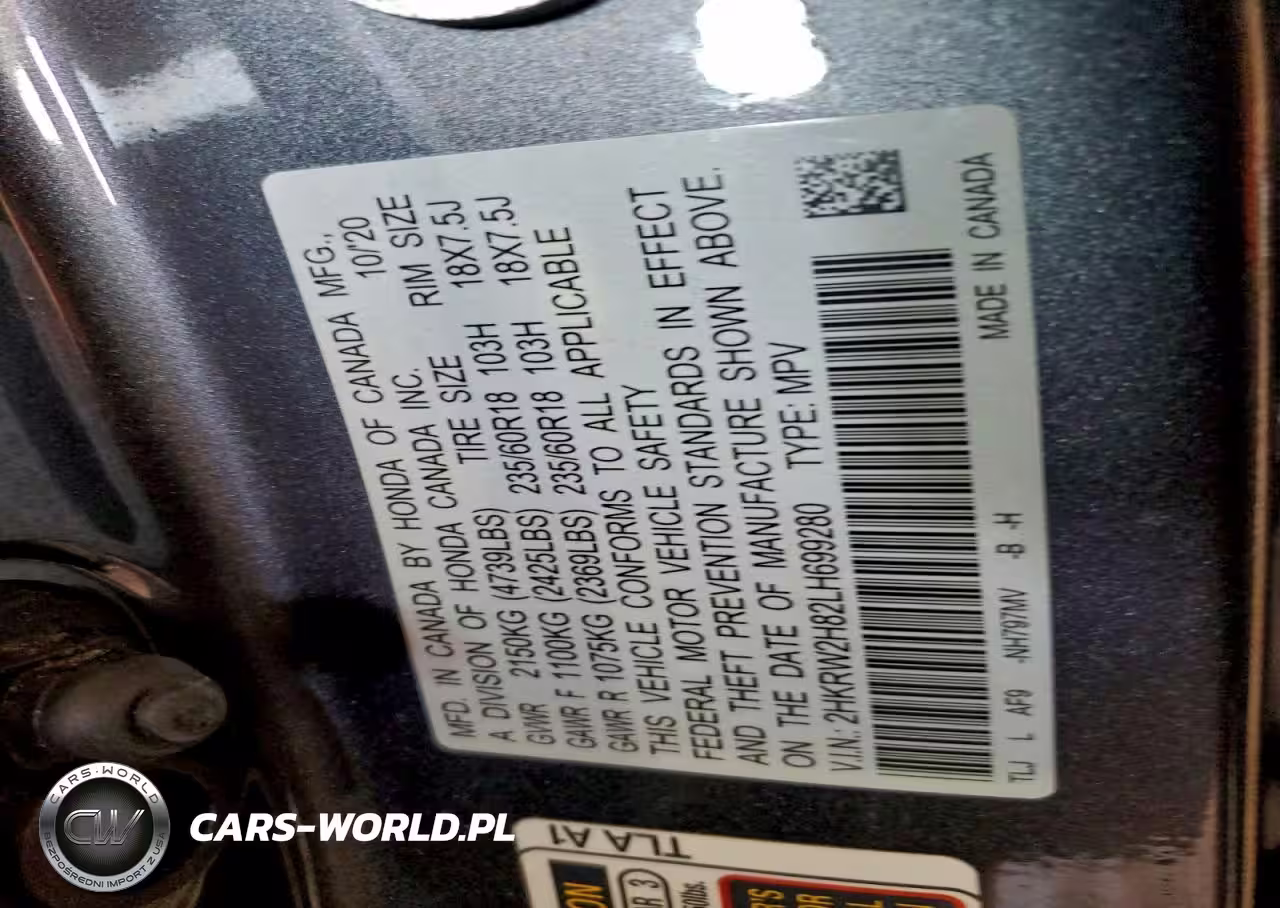 MFD. IN CANADA BY HONDA OF CANADA MFG.,
A DIVISION OF HONDA CANADA INC. 10/'20
TIRE SIZE RIM SIZE
GVWR 2150KG (4739LBS)
GAWR F 1100KG (2425LBS) 235/60R18 103H 18X7.5J
GAWR R 1075KG (2369LBS) 235/60R18 103H 18X7.5J
THIS VEHICLE CONFORMS TO ALL APPLICABLE
FEDERAL MOTOR VEHICLE SAFETY
AND THEFT PREVENTION STANDARDS IN EFFECT
ON THE DATE OF MANUFACTURE SHOWN ABOVE.
V.I.N.: 2HKRW2H82LH699280 TYPE: MPV
TLJ L AF9 -NH797MV -B -H MADE IN CANADA
TLA A1
CARS-WORLD
CW
BEZPOŚREDNI IMPORT Z USA
CARS-WORLD.PL